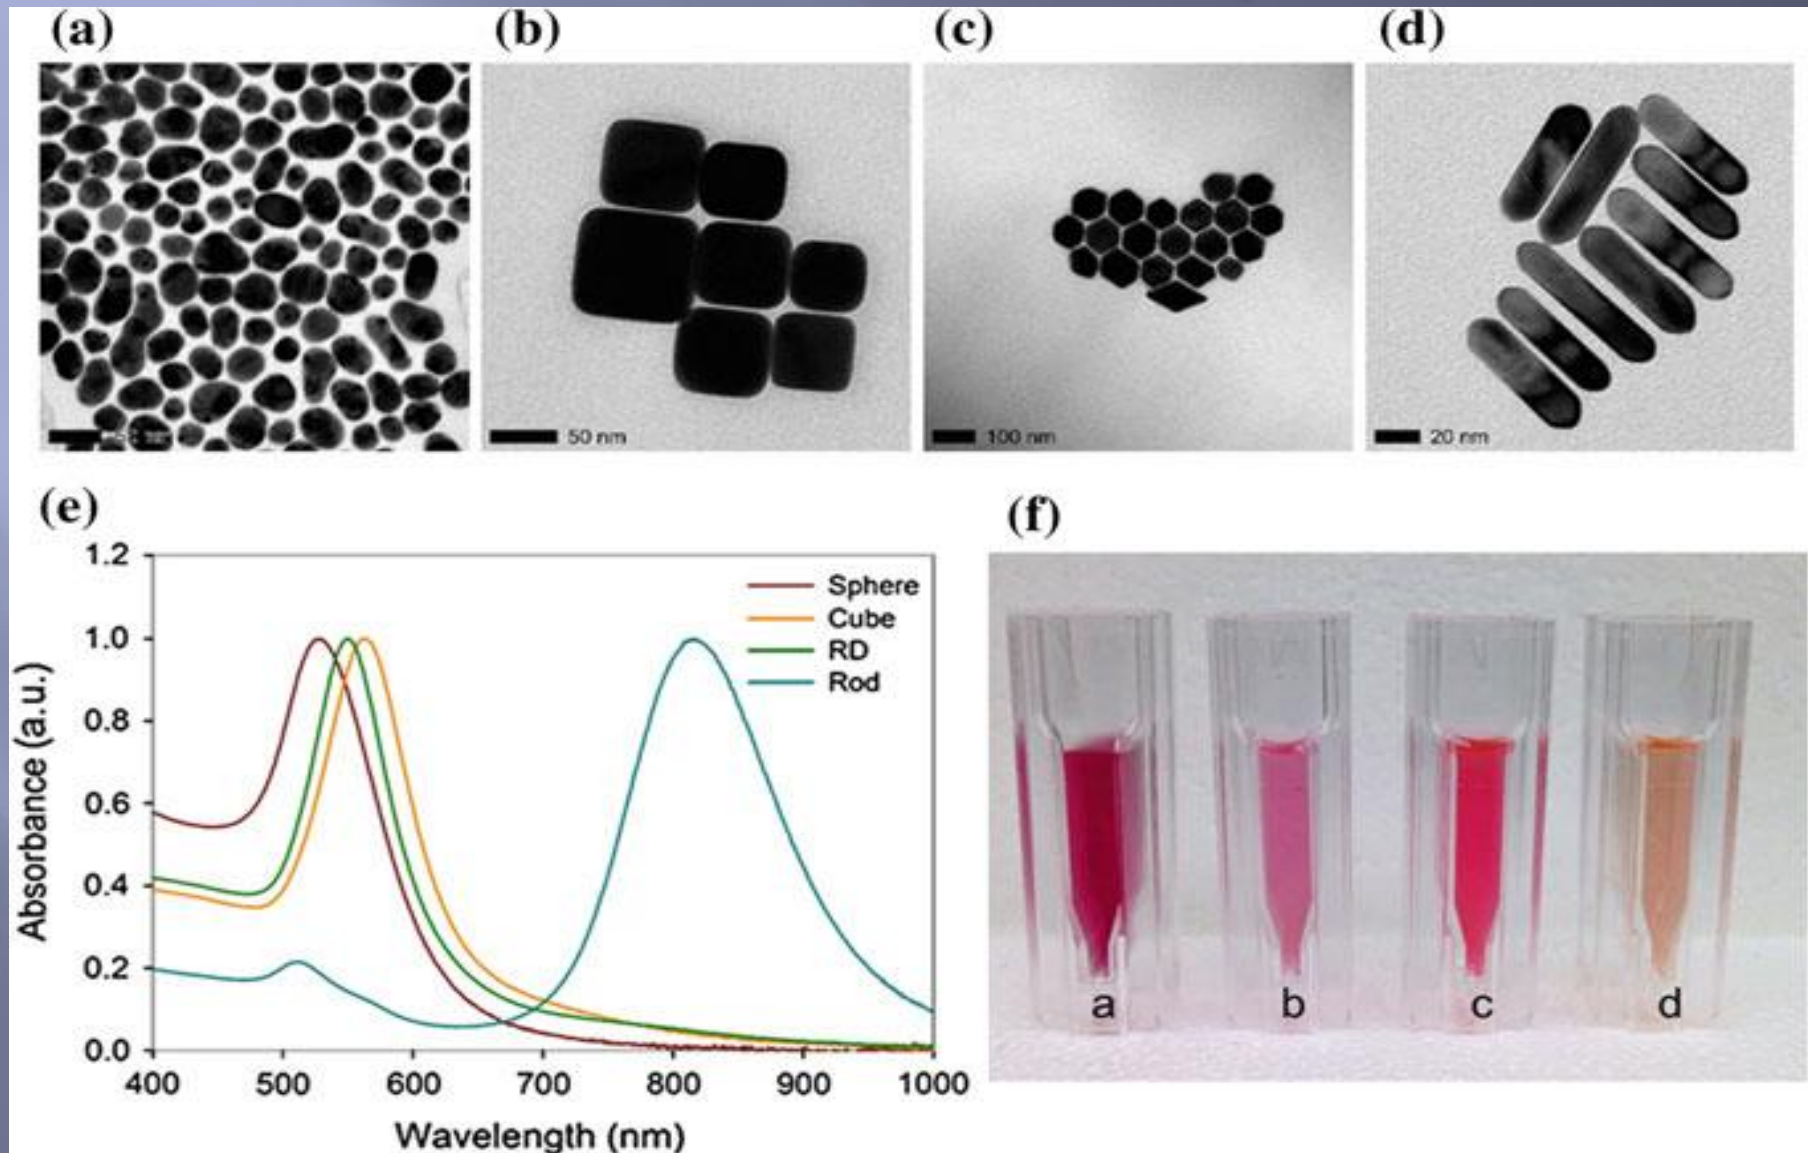 (a)
(b)
(c)
(d)
50 nm
100 nm
20 nm
(e)
(f)
1.2
1.0
0.8
0.6
0.4
0.2
0.0
Absorbance (a.u.)
Sphere
Cube
RD
Rod
400 500 600 700 800 900 1000
Wavelength (nm)
a b c d